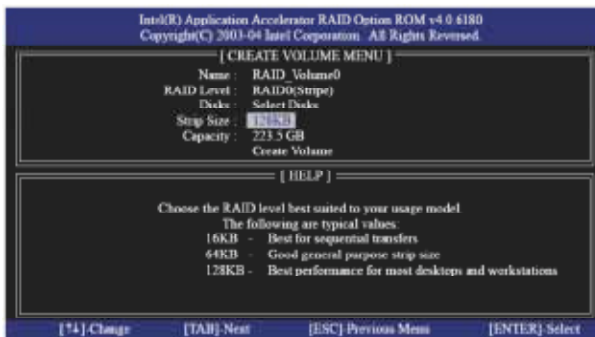 Intel(R) Application Accelerator RAID Option ROM v4.0.6180
Copyright(C) 2003-04 Intel Corporation. All Rights Reversed.
[ CREATE VOLUME MENU ]
Name : RAID_Volume0
RAID Level : RAID0(Stripe)
Disks : Select Disks
Strip Size : 128KB
Capacity : 223.5 GB
Create Volume
[ HELP ]
Choose the RAID level best suited to your usage model
The following are typical values:
16KB - Best for sequential transfers
64KB - Good general purpose strip size
128KB - Best performance for most desktops and workstations
[↑↓]-Change [TAB]-Next [ESC]-Previous Menu [ENTER]-Select